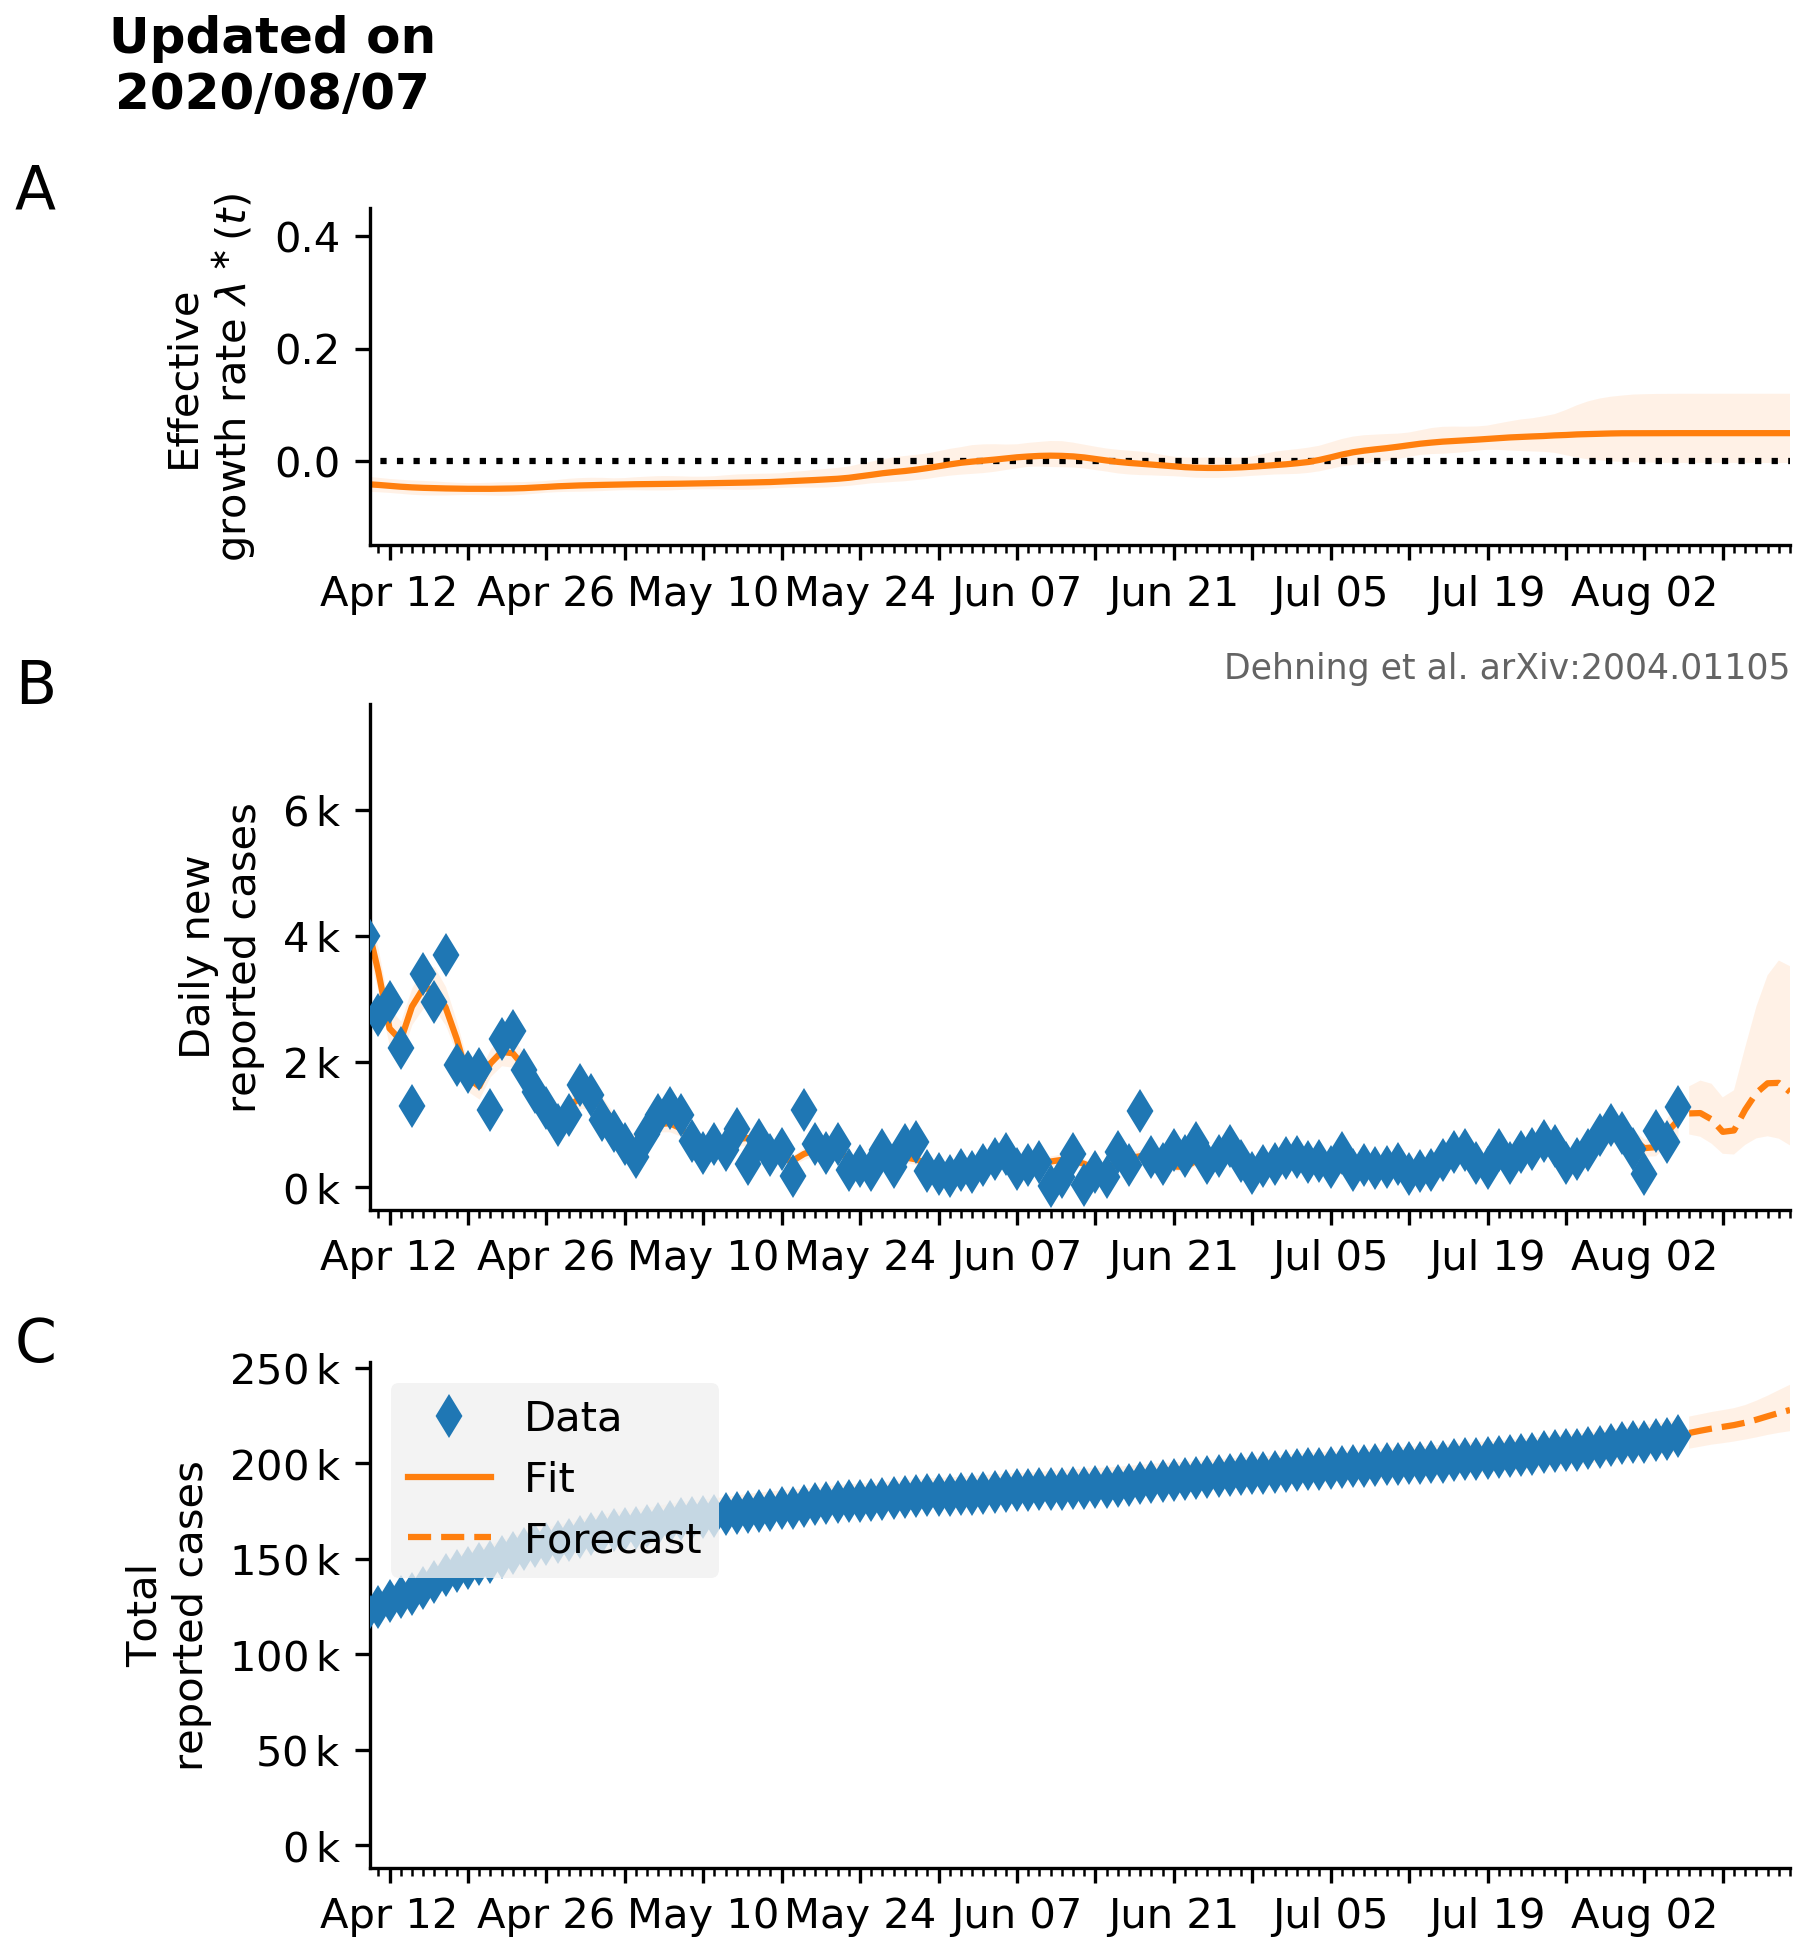 Updated on
2020/08/07
A
Effective
growth rate λ * (t)
0.4
0.2
0.0
Apr 12 Apr 26 May 10 May 24 Jun 07 Jun 21 Jul 05 Jul 19 Aug 02
B
Dehning et al. arXiv:2004.01105
Daily new
reported cases
6 k
4 k
2 k
0 k
Apr 12 Apr 26 May 10 May 24 Jun 07 Jun 21 Jul 05 Jul 19 Aug 02
C
Total
reported cases
250 k
200 k
150 k
100 k
50 k
0 k
Data
Fit
Forecast
Apr 12 Apr 26 May 10 May 24 Jun 07 Jun 21 Jul 05 Jul 19 Aug 02